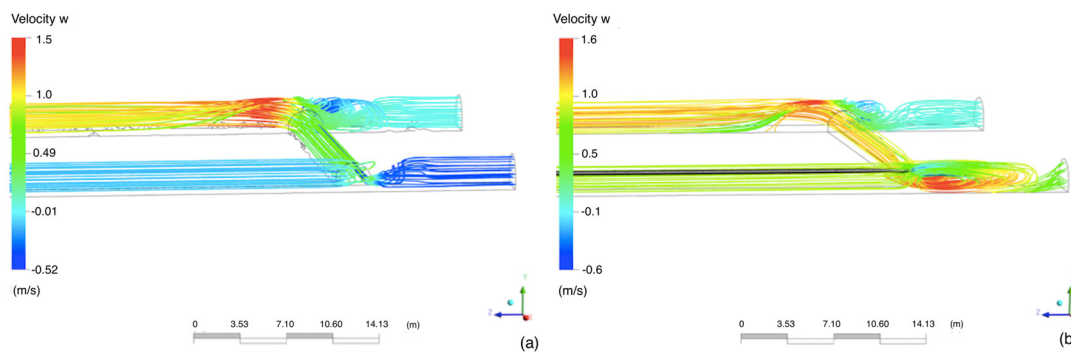 Velocity w
1.5
1.0
0.49
-0.01
-0.52
(m/s)
0 3.53 7.10 10.60 14.13 (m)
Y
Z
(a)
Velocity w
1.6
1.0
0.5
-0.1
-0.6
(m/s)
0 3.53 7.10 10.60 14.13 (m)
Z
(b